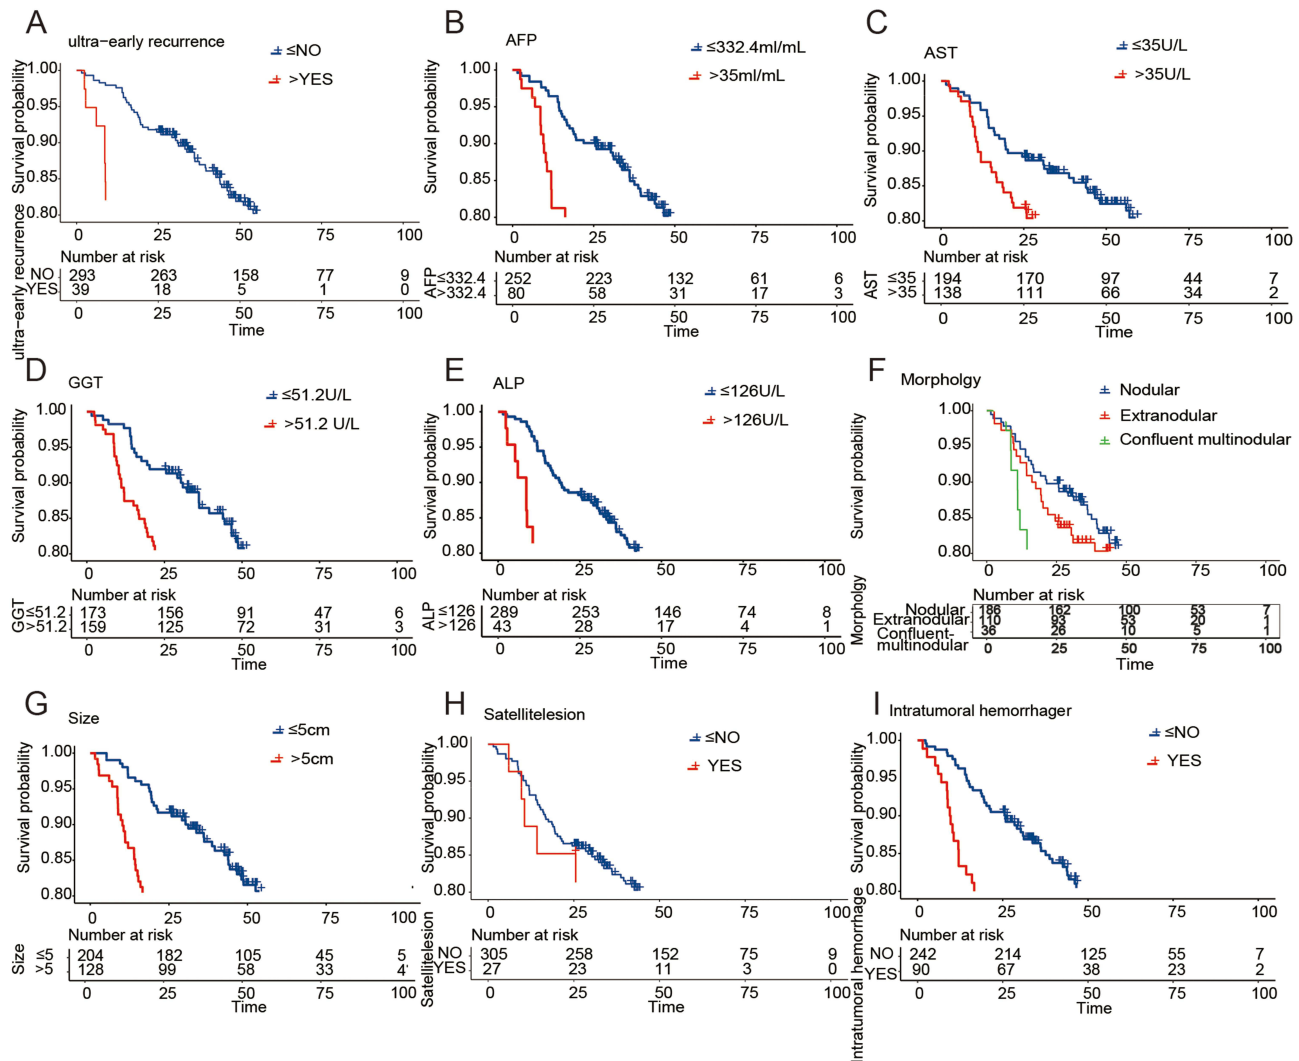 A
ultra-early recurrence
≤NO
>YES
Survival probability
1.00
0.95
0.90
0.85
0.80
0 25 50 75 100
Number at risk
ultra-early recurrence
NO 293 263 158 77 9
YES 39 18 5 1 0
0 25 50 75 100
Time
B
AFP
≤332.4ml/mL
>35ml/mL
Survival probability
1.00
0.95
0.90
0.85
0.80
0 25 50 75 100
Number at risk
AFP
≤332.4 252 223 132 61 6
>332.4 80 58 31 17 3
0 25 50 75 100
Time
C
AST
≤35U/L
>35U/L
Survival probability
1.00
0.95
0.90
0.85
0.80
0 25 50 75 100
Number at risk
AST
≤35 194 170 97 44 7
>35 138 111 66 34 2
0 25 50 75 100
Time
D
GGT
≤51.2U/L
>51.2 U/L
Survival probability
1.00
0.95
0.90
0.85
0.80
0 25 50 75 100
Number at risk
GGT
≤51.2 173 156 91 47 6
>51.2 159 125 72 31 3
0 25 50 75 100
Time
E
ALP
≤126U/L
>126U/L
Survival probability
1.00
0.95
0.90
0.85
0.80
0 25 50 75 100
Number at risk
ALP
≤126 289 253 146 74 8
>126 43 28 17 4 1
0 25 50 75 100
Time
F
Morpholgy
Nodular
Extranodular
Confluent multinodular
Survival probability
1.00
0.95
0.90
0.85
0.80
0 25 50 75 100
Number at risk
Morpholgy
Nodular 186 162 100 53 7
Extranodular 110 93 53 20 1
Confluent- 36 26 10 5 1
multinodular 0 25 50 75 100
Time
G
Size
≤5cm
>5cm
Survival probability
1.00
0.95
0.90
0.85
0.80
0 25 50 75 100
Number at risk
Size
≤5 204 182 105 45 5
>5 128 99 58 33 4
0 25 50 75 100
Time
H
Satellitelesion
≤NO
YES
Survival probability
1.00
0.95
0.90
0.85
0.80
0 25 50 75 100
Number at risk
Satellitelesion
NO 305 258 152 75 9
YES 27 23 11 3 0
0 25 50 75 100
Time
I
Intratumoral hemorrhager
≤NO
YES
Survival probability
1.00
0.95
0.90
0.85
0.80
0 25 50 75 100
Number at risk
Intratumoral hemorrhage
NO 242 214 125 55 7
YES 90 67 38 23 2
0 25 50 75 100
Time